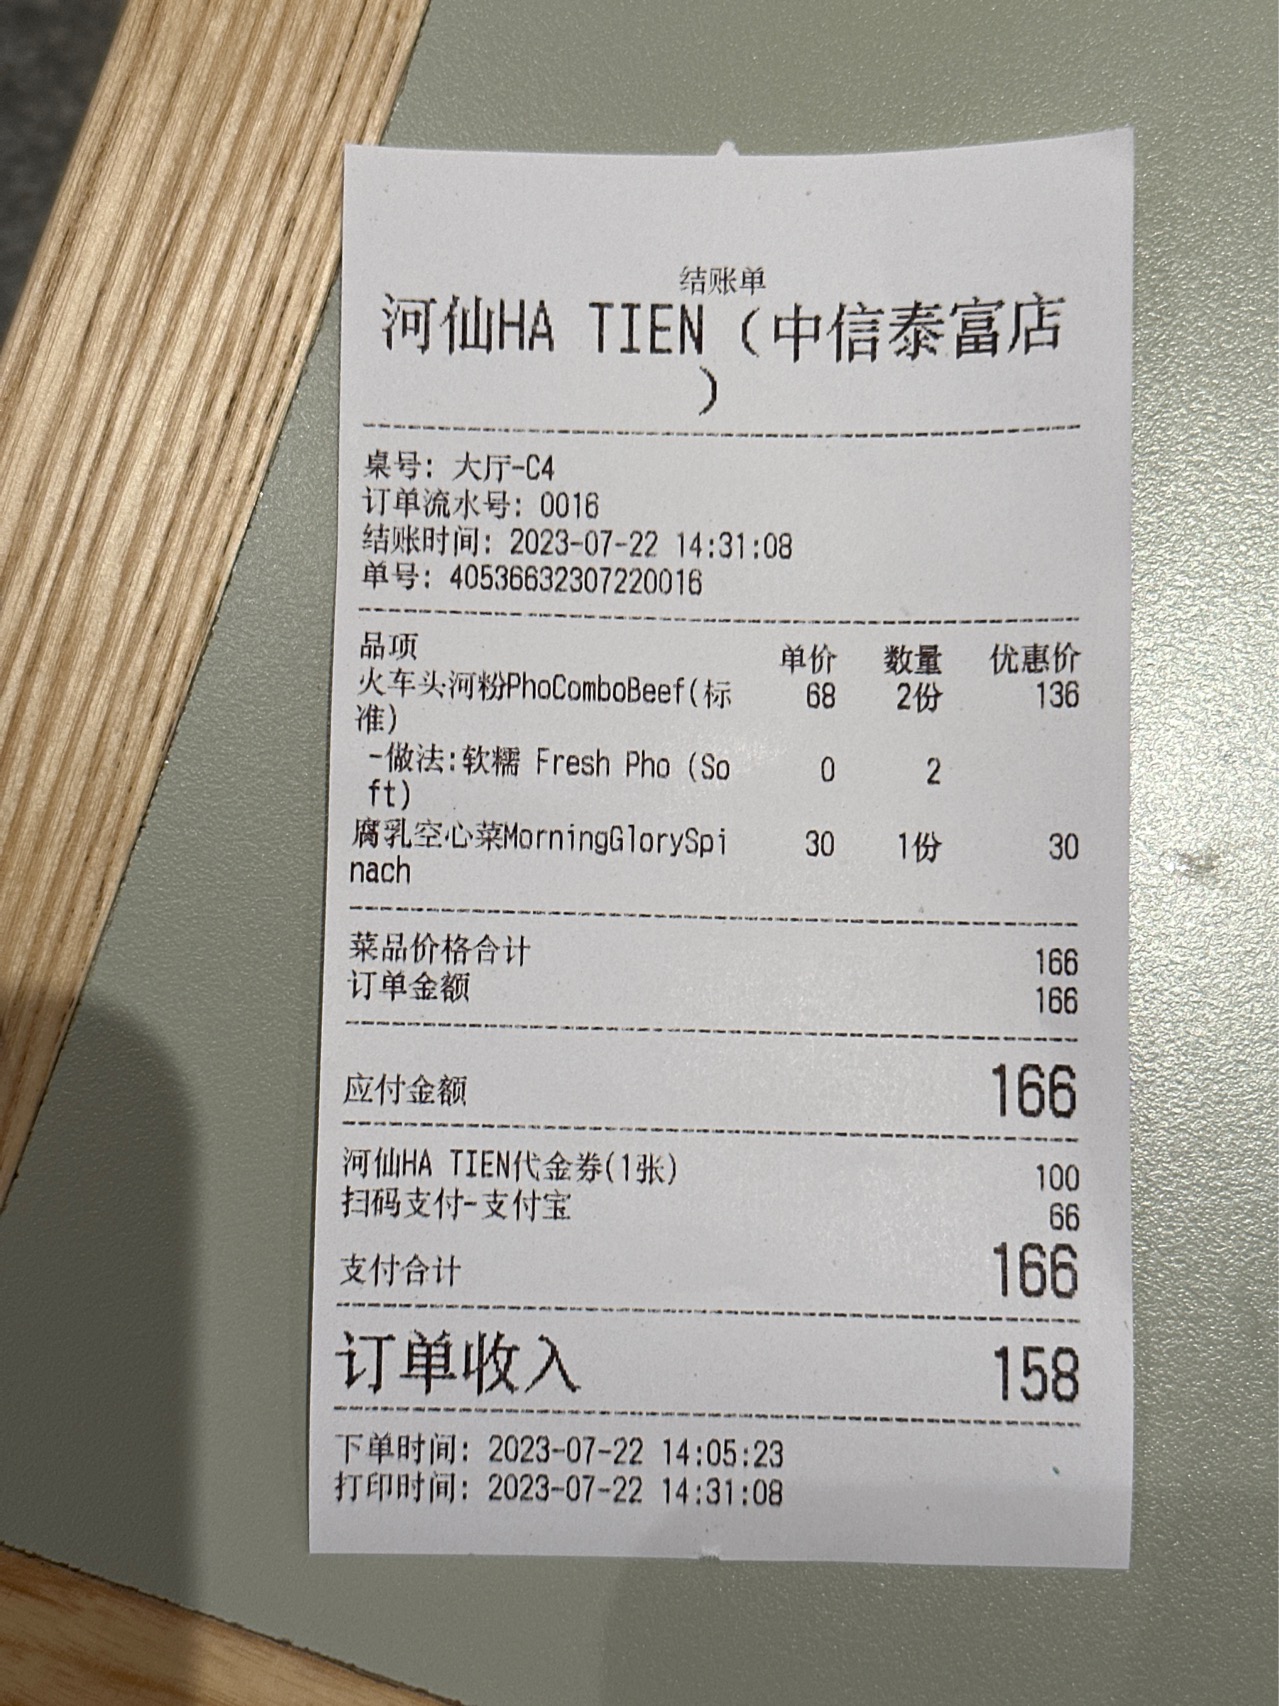 结账单
河仙HA TIEN（中信泰富店
）
桌号: 大厅-C4
订单流水号: 0016
结账时间: 2023-07-22 14:31:08
单号: 40536632307220016
品项 单价 数量 优惠价
火车头河粉PhoComboBeef(标 68 2份 136
准)
-做法:软糯 Fresh Pho (So 0 2
ft)
腐乳空心菜MorningGlorySpi 30 1份 30
nach
菜品价格合计 166
订单金额 166
应付金额 166
河仙HA TIEN代金券(1张) 100
扫码支付-支付宝 66
支付合计 166
订单收入 158
下单时间: 2023-07-22 14:05:23
打印时间: 2023-07-22 14:31:08